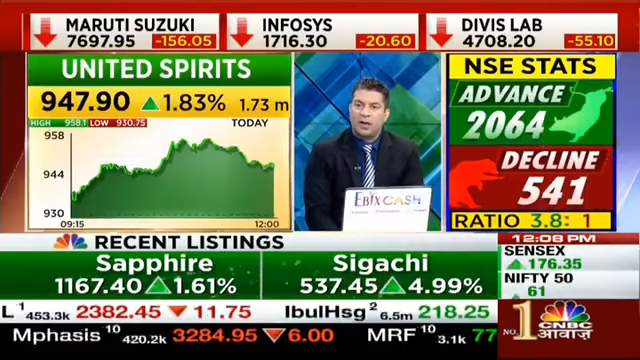 MARUTI SUZUKI
7697.95 -156.05
INFOSYS
1716.30 -20.60
DIVIS LAB
4708.20 -55.10
UNITED SPIRITS
947.90 1.83% 1.73 m
HIGH 958.1 LOW 930.75 TODAY
958
944
930
09:15 12:00
EBIXCASH
NSE STATS
ADVANCE
2064
DECLINE
541
RATIO 3.8: 1
RECENT LISTINGS
Sapphire
1167.40 1.61%
Sigachi
537.45 4.99%
12:08 PM
SENSEX
176.35
NIFTY 50
61
L 1 453.3k 2382.45 11.75 IbulHsg 2 6.5m 218.25
Mphasis 10 420.2k 3284.95 6.00 MRF 10 3.1k 77
NO. 1 CNBC
आवाज़